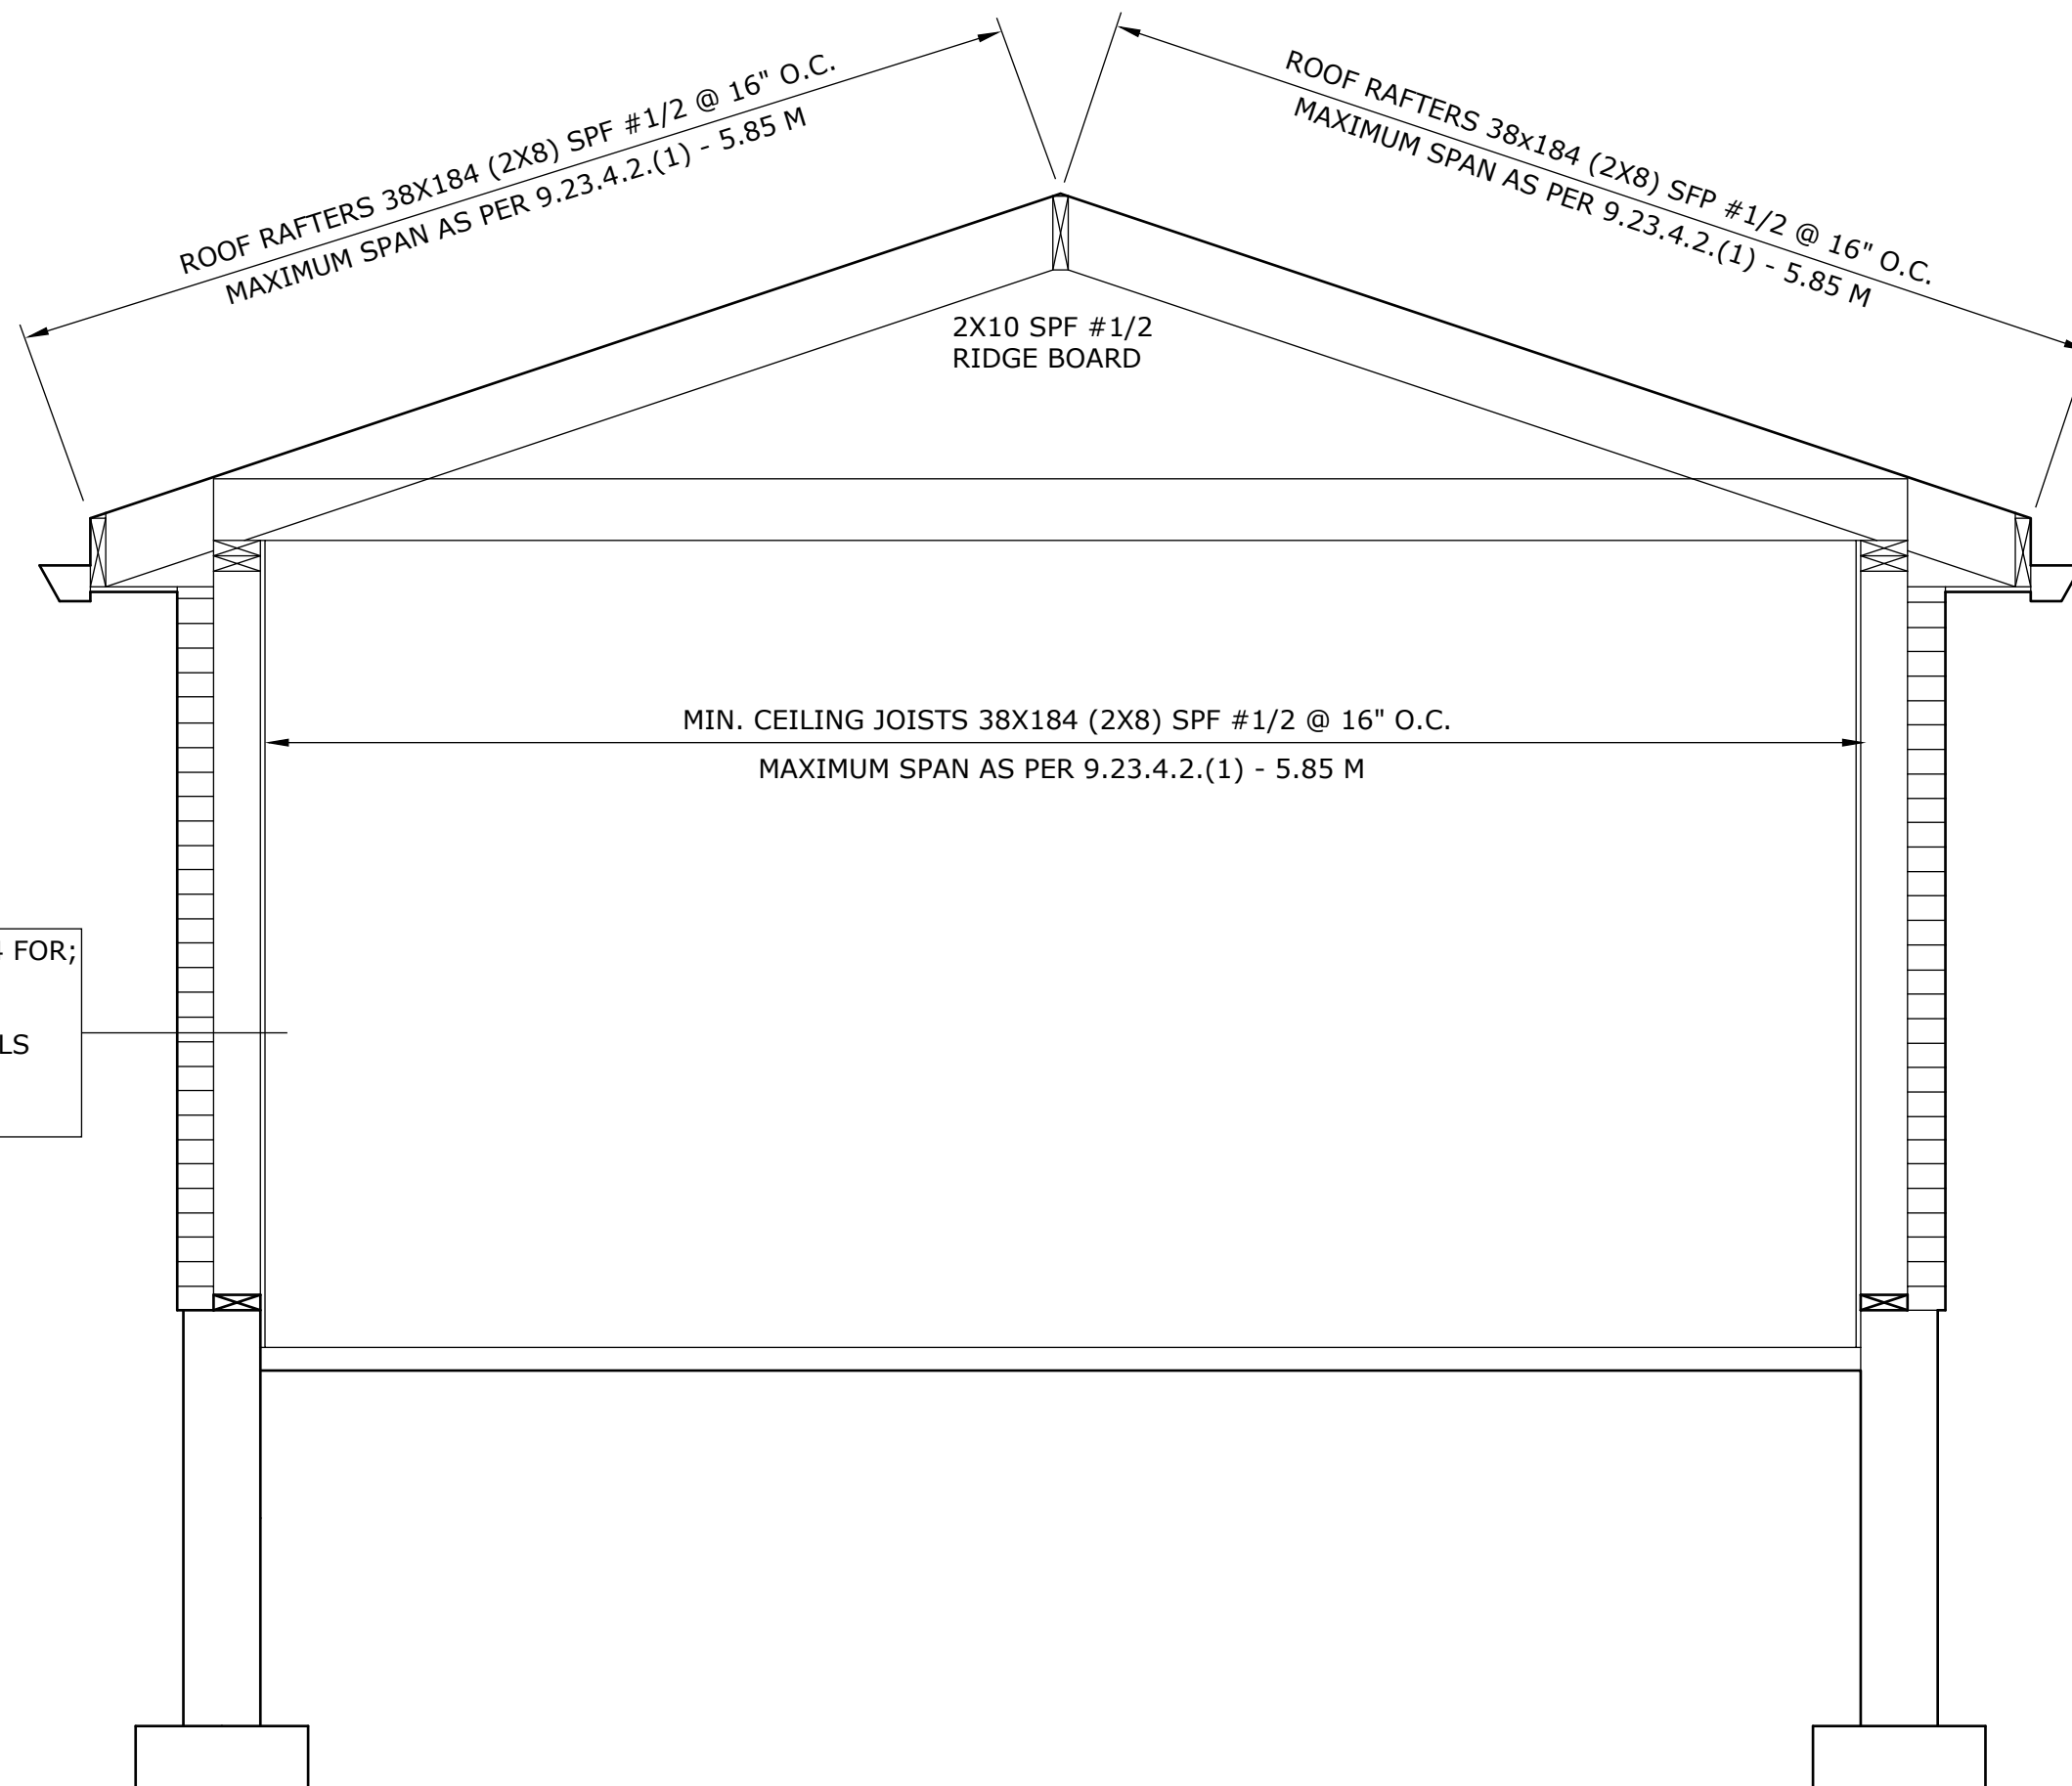 ROOF RAFTERS 38X184 (2X8) SPF #1/2 @ 16" O.C.
MAXIMUM SPAN AS PER 9.23.4.2.(1) - 5.85 M
ROOF RAFTERS 38x184 (2X8) SFP #1/2 @ 16" O.C.
MAXIMUM SPAN AS PER 9.23.4.2.(1) - 5.85 M
2X10 SPF #1/2
RIDGE BOARD
MIN. CEILING JOISTS 38X184 (2X8) SPF #1/2 @ 16" O.C.
MAXIMUM SPAN AS PER 9.23.4.2.(1) - 5.85 M
FOR;
LS